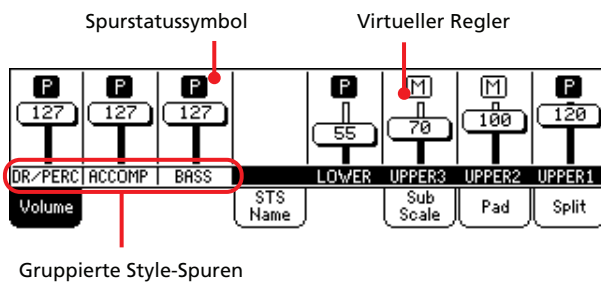 Spurstatussymbol Virtueller Regler
P P P P M M P
127 127 127 55 70 100 120
DR/PERC ACCOMP BASS LOWER UPPER3 UPPER2 UPPER1
Volume STS Name Sub Scale Pad Split
Gruppierte Style-Spuren